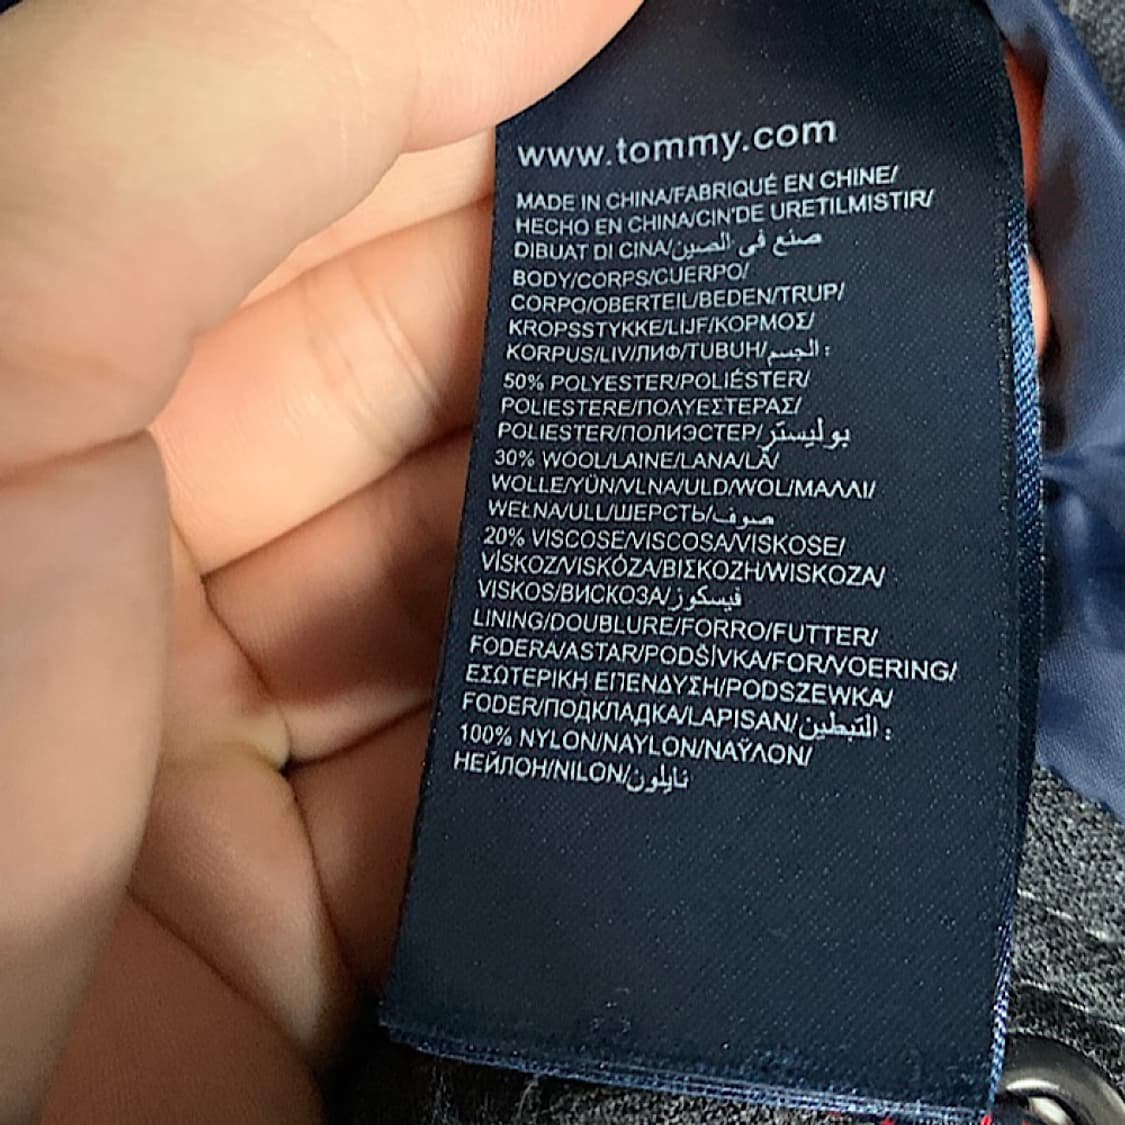 www.tommy.com
MADE IN CHINA/FABRIQUÉ EN CHINE/
HECHO EN CHINA/CIN'DE URETILMISTIR/
DIBUAT DI CINA/صنع في الصين
BODY/CORPS/CUERPO/
CORPO/OBERTEIL/BEDEN/TRUP/
KROPSSTYKKE/LIJF/ΚΟΡΜΟΣ/
KORPUS/LIV/ЛИФ/TUBUH/الجسم:
50% POLYESTER/POLIÉSTER/
POLIESTERE/ΠΟΛΥΕΣΤΕΡΑΣ/
POLIESTER/ПОЛИЭСТЕР/بوليستر
30% WOOL/LAINE/LANA/LÃ/
WOLLE/YÜN/VLNA/ULD/WOL/ΜΑΛΛΙ/
WEŁNA/ULL/ШЕРСТЬ/صوف
20% VISCOSE/VISCOSA/VISKOSE/
VİSKOZ/VISKÓZA/ΒΙΣΚΟΖΗ/WISKOZA/
VISKOS/ВИСКОЗА/فيسكوز
LINING/DOUBLURE/FORRO/FUTTER/
FODERA/ASTAR/PODŠÍVKA/FOR/VOERING/
ΕΣΩΤΕΡΙΚΗ ΕΠΕΝΔΥΣΗ/PODSZEWKA/
FODER/ПОДКЛАДКА/LAPISAN/التبطين:
100% NYLON/NAYLON/ΝΑΫΛΟΝ/
НЕЙЛОН/NILON/نايلون